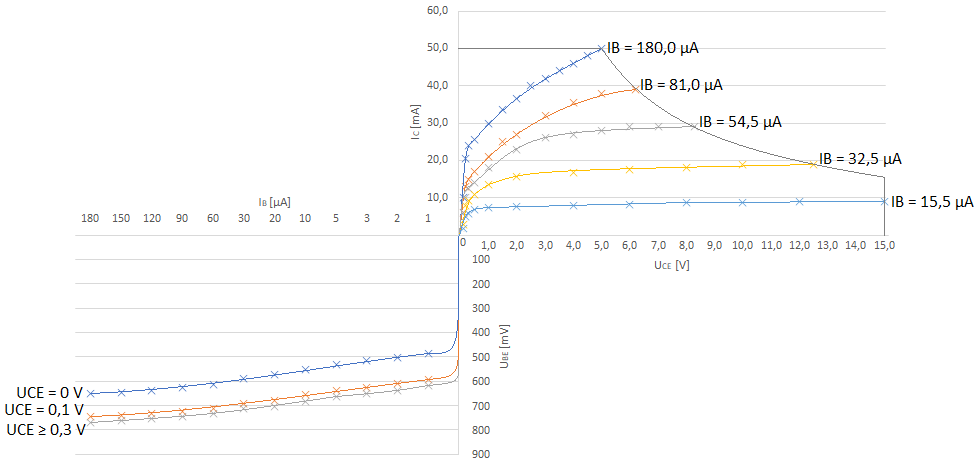 60,0
50,0
40,0
30,0
20,0
10,0
IC [mA]
IB = 180,0 µA
IB = 81,0 µA
IB = 54,5 µA
IB = 32,5 µA
IB = 15,5 µA
IB [µA]
180 150 120 90 60 30 20 10 5 3 2 1
0 1,0 2,0 3,0 4,0 5,0 6,0 7,0 8,0 9,0 10,0 11,0 12,0 13,0 14,0 15,0
UCE [V]
100
200
300
400
500
600
700
800
900
UBE [mV]
UCE = 0 V
UCE = 0,1 V
UCE ≥ 0,3 V